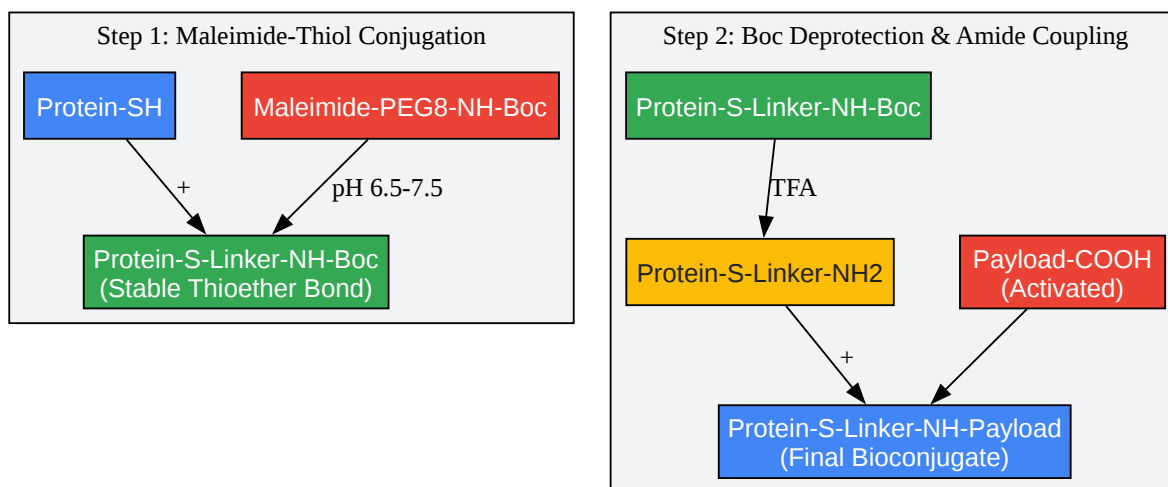 Step 1: Maleimide-Thiol Conjugation
Protein-SH
Maleimide-PEG8-NH-Boc
+
pH 6.5-7.5
Protein-S-Linker-NH-Boc
(Stable Thioether Bond)
Step 2: Boc Deprotection & Amide Coupling
Protein-S-Linker-NH-Boc
TFA
Protein-S-Linker-NH2
Payload-COOH
(Activated)
+
Protein-S-Linker-NH-Payload
(Final Bioconjugate)